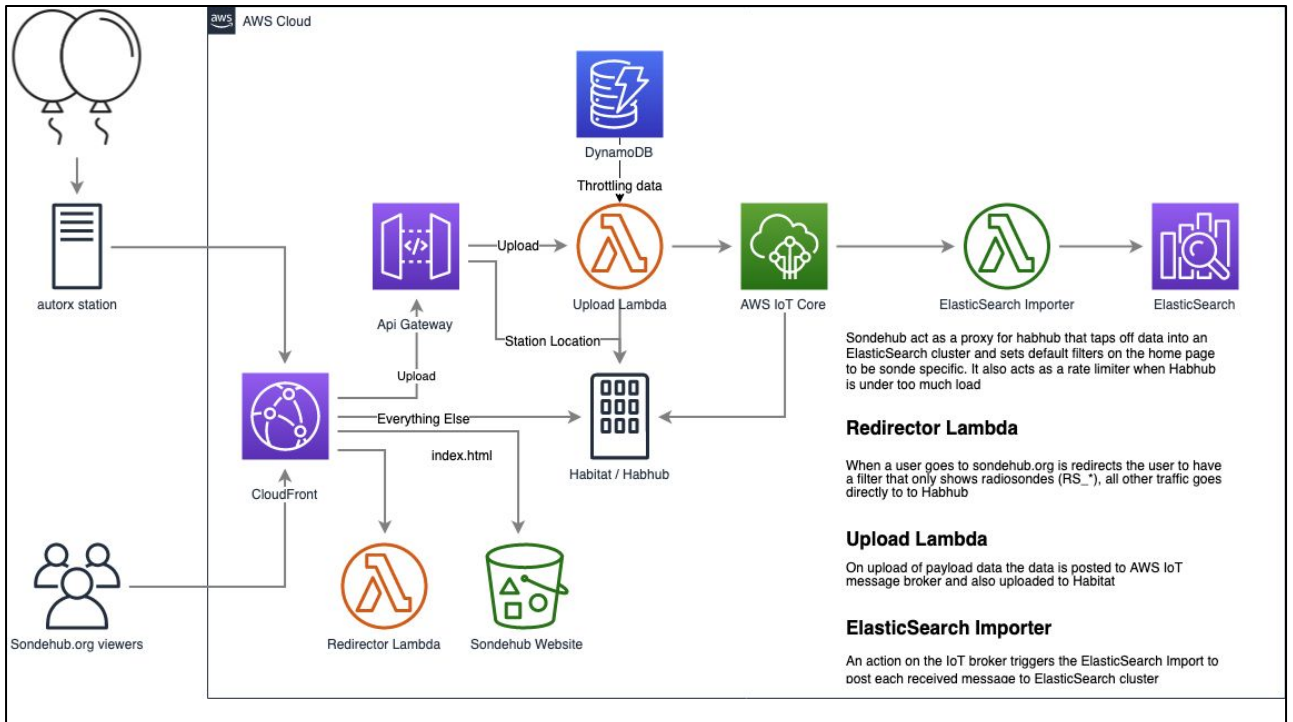 aws
AWS Cloud
DynamoDB
Throttling data
Upload
Upload Lambda
Api Gateway
AWS IoT Core
ElasticSearch Importer
ElasticSearch
autorx station
Station Location
Upload
Everything Else
index.html
Habitat / Habhub
CloudFront
Sondehub.org viewers
Redirector Lambda
Sondehub Website
Sondehub act as a proxy for habhub that taps off data into an
ElasticSearch cluster and sets default filters on the home page
to be sonde specific. It also acts as a rate limiter when Habhub
is under too much load
Redirector Lambda
When a user goes to sondehub.org is redirects the user to have
a filter that only shows radiosondes (RS_*), all other traffic goes
directly to to Habhub
Upload Lambda
On upload of payload data the data is posted to AWS IoT
message broker and also uploaded to Habitat
ElasticSearch Importer
An action on the IoT broker triggers the ElasticSearch Import to
post each received message to ElasticSearch cluster